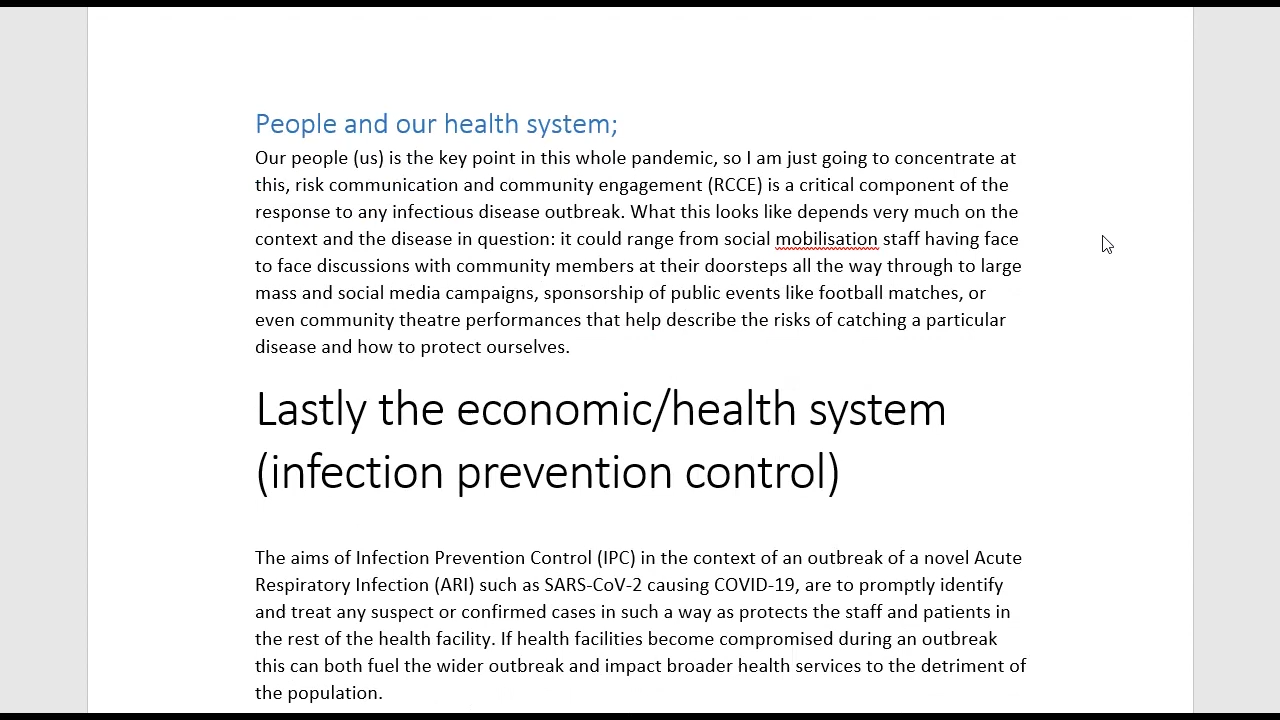 People and our health system;
Our people (us) is the key point in this whole pandemic, so I am just going to concentrate at
this, risk communication and community engagement (RCCE) is a critical component of the
response to any infectious disease outbreak. What this looks like depends very much on the
context and the disease in question: it could range from social mobilisation staff having face
to face discussions with community members at their doorsteps all the way through to large
mass and social media campaigns, sponsorship of public events like football matches, or
even community theatre performances that help describe the risks of catching a particular
disease and how to protect ourselves.
Lastly the economic/health system
(infection prevention control)
The aims of Infection Prevention Control (IPC) in the context of an outbreak of a novel Acute
Respiratory Infection (ARI) such as SARS-CoV-2 causing COVID-19, are to promptly identify
and treat any suspect or confirmed cases in such a way as protects the staff and patients in
the rest of the health facility. If health facilities become compromised during an outbreak
this can both fuel the wider outbreak and impact broader health services to the detriment of
the population.